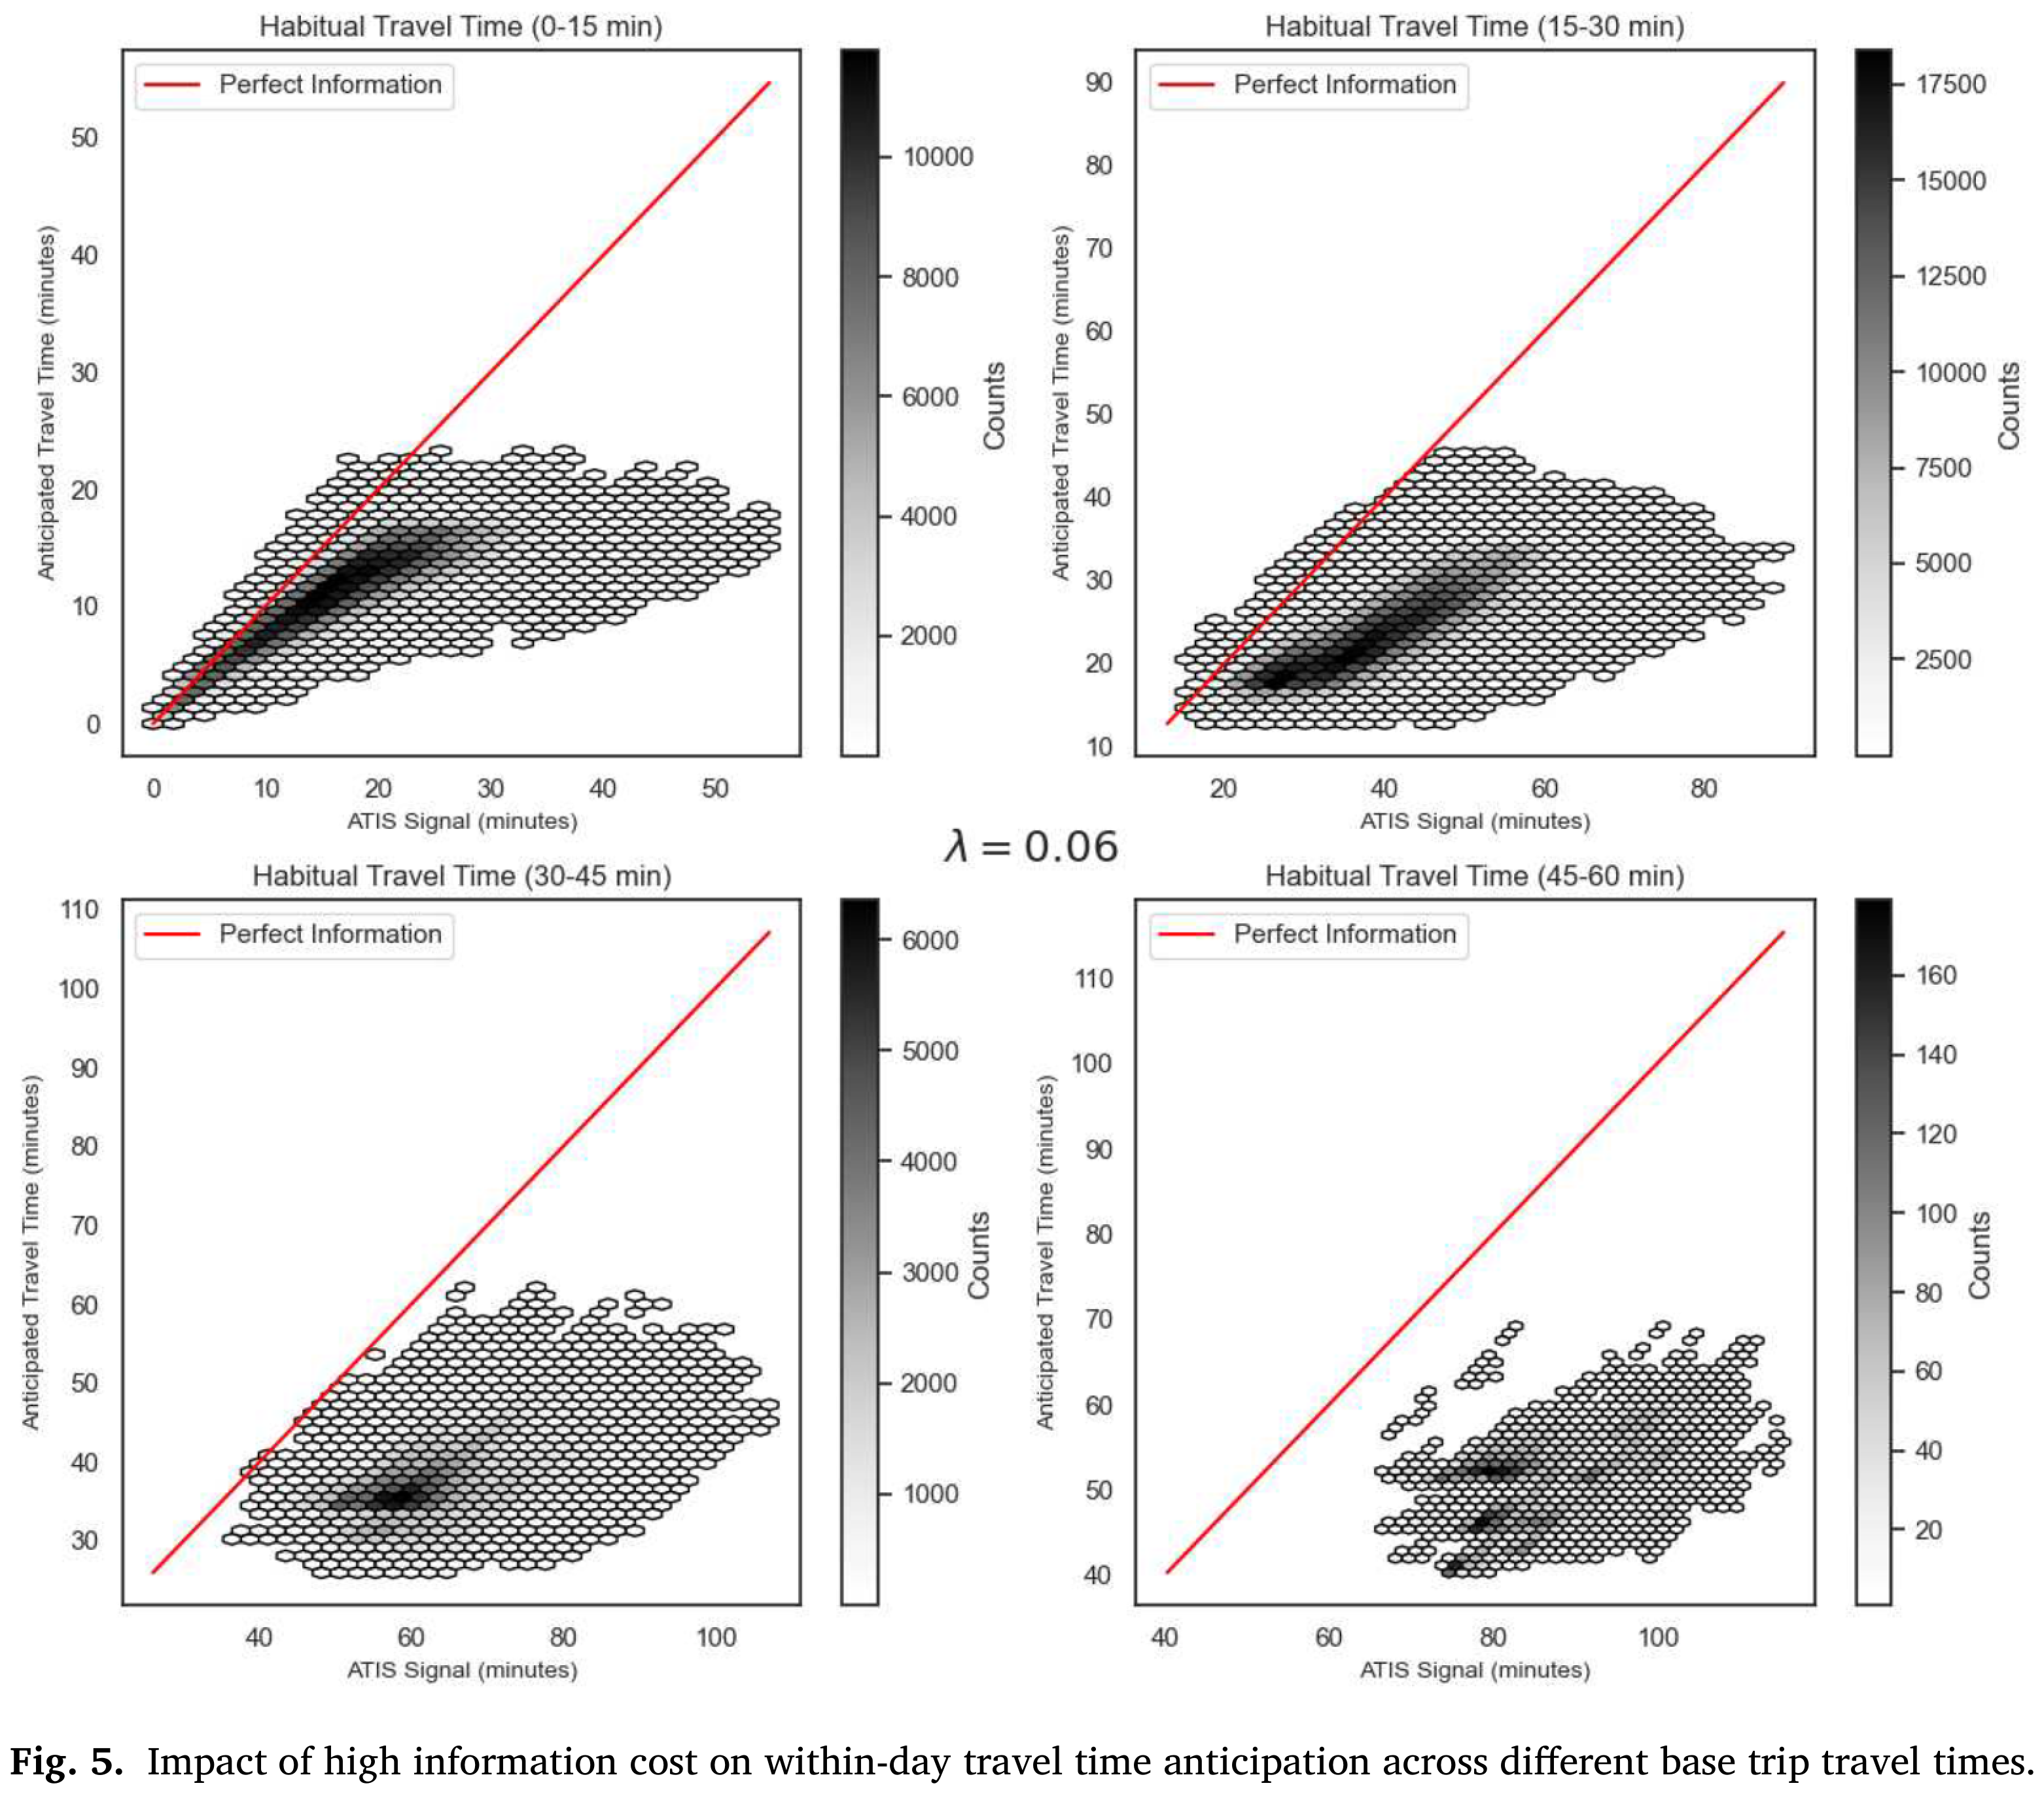 Habitual Travel Time (0-15 min)
Perfect Information
50
40
30
20
10
0
Anticipated Travel Time (minutes)
0 10 20 30 40 50
ATIS Signal (minutes)
10000
8000
6000
4000
2000
Counts
Habitual Travel Time (15-30 min)
Perfect Information
90
80
70
60
50
40
30
20
10
Anticipated Travel Time (minutes)
20 40 60 80
ATIS Signal (minutes)
17500
15000
12500
10000
7500
5000
2500
Counts
λ = 0.06
Habitual Travel Time (30-45 min)
Perfect Information
110
100
90
80
70
60
50
40
30
Anticipated Travel Time (minutes)
40 60 80 100
ATIS Signal (minutes)
6000
5000
4000
3000
2000
1000
Counts
Habitual Travel Time (45-60 min)
Perfect Information
110
100
90
80
70
60
50
40
Anticipated Travel Time (minutes)
40 60 80 100
ATIS Signal (minutes)
160
140
120
100
80
60
40
20
Counts
Fig. 5. Impact of high information cost on within-day travel time anticipation across different base trip travel times.